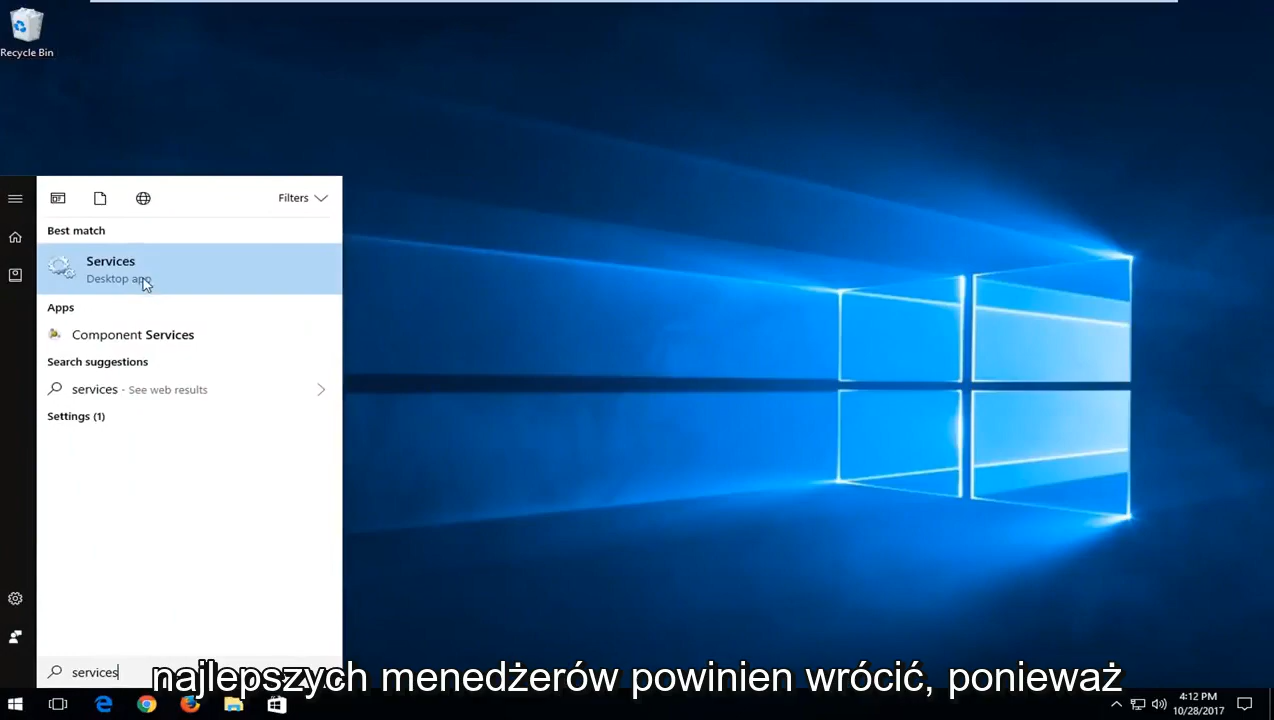 Recycle Bin
Filters
Best match
Services
Desktop app
Apps
Component Services
Search suggestions
services - See web results
Settings (1)
services
najlepszych menedżerów powinien wrócić, ponieważ
4:12 PM
10/28/2017